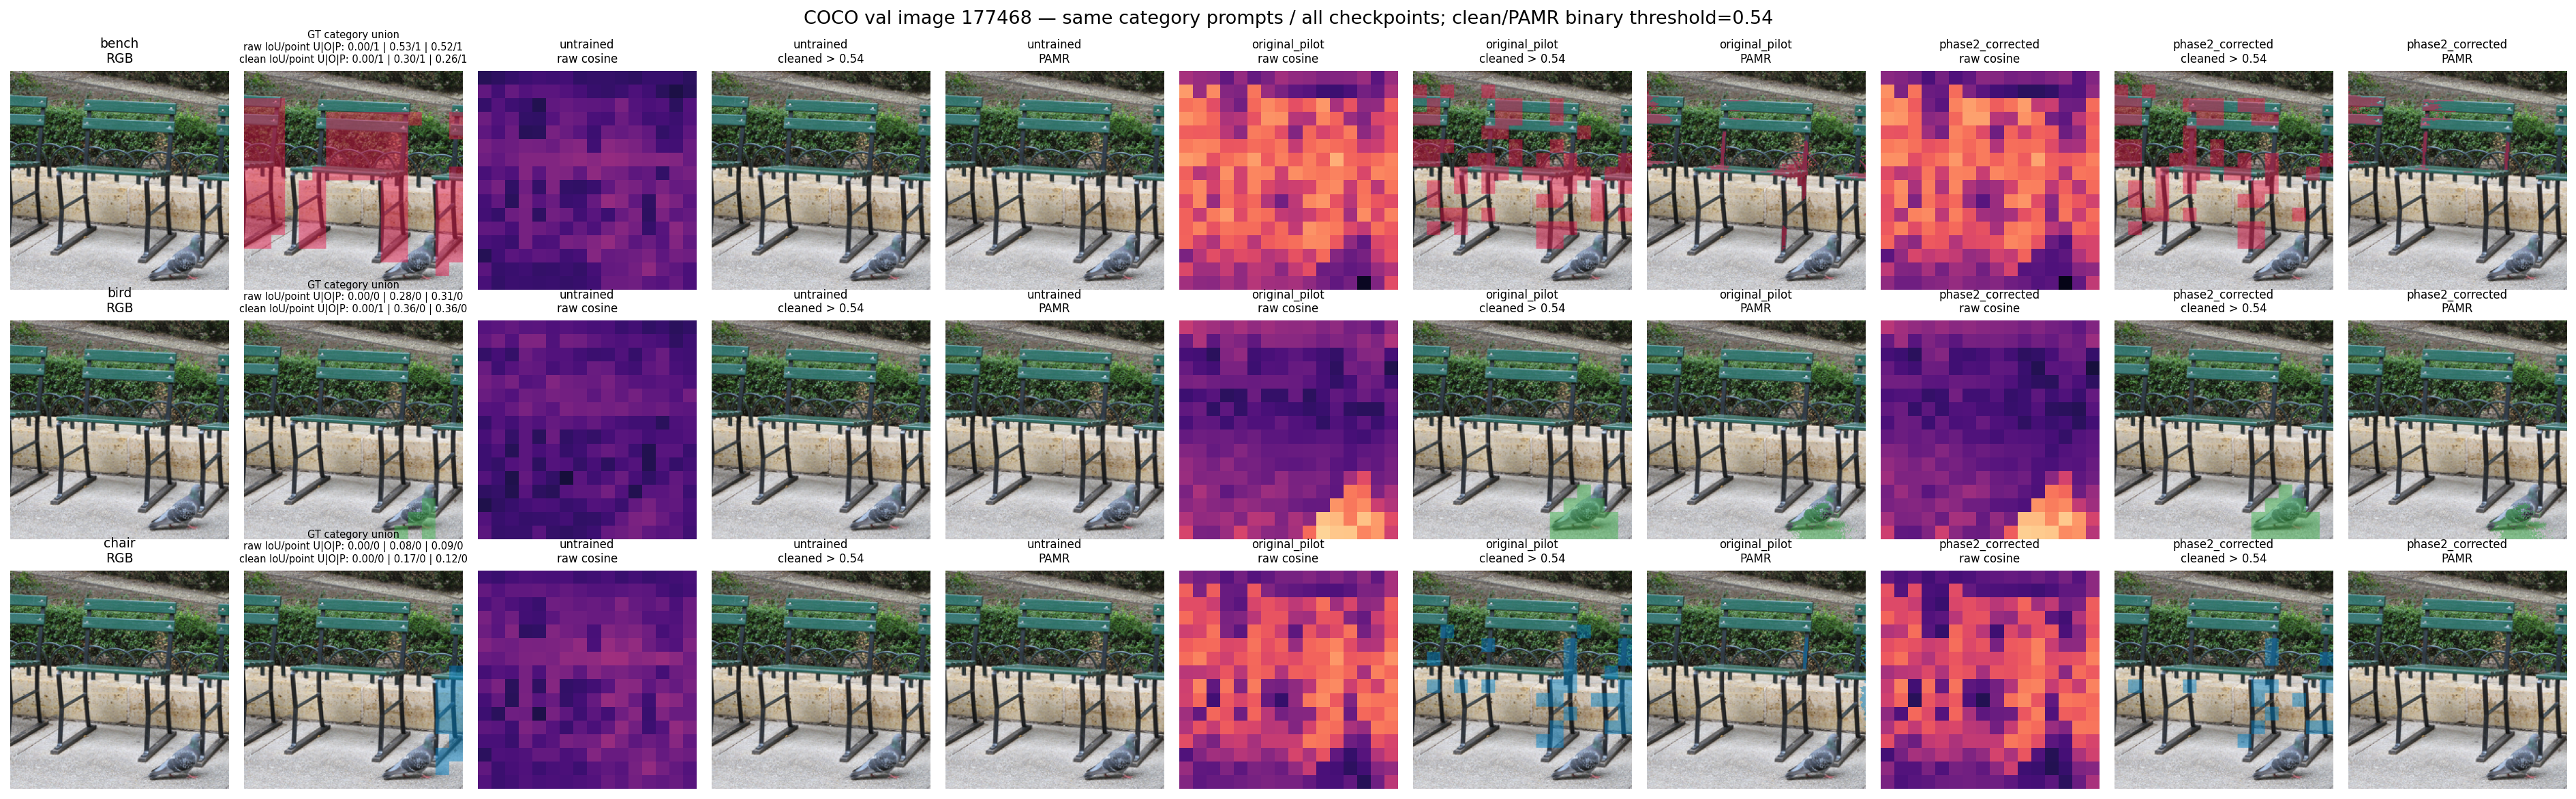 COCO val image 177468 — same category prompts / all checkpoints; clean/PAMR binary threshold=0.54
bench
RGB
GT category union
raw IoU/point U|O|P: 0.00/1 | 0.53/1 | 0.52/1
clean IoU/point U|O|P: 0.00/1 | 0.30/1 | 0.26/1
untrained
raw cosine
untrained
cleaned > 0.54
untrained
PAMR
original_pilot
raw cosine
original_pilot
cleaned > 0.54
original_pilot
PAMR
phase2_corrected
raw cosine
phase2_corrected
cleaned > 0.54
phase2_corrected
PAMR
bird
RGB
GT category union
raw IoU/point U|O|P: 0.00/0 | 0.28/0 | 0.31/0
clean IoU/point U|O|P: 0.00/1 | 0.36/0 | 0.36/0
untrained
raw cosine
untrained
cleaned > 0.54
untrained
PAMR
original_pilot
raw cosine
original_pilot
cleaned > 0.54
original_pilot
PAMR
phase2_corrected
raw cosine
phase2_corrected
cleaned > 0.54
phase2_corrected
PAMR
chair
RGB
GT category union
raw IoU/point U|O|P: 0.00/0 | 0.08/0 | 0.09/0
clean IoU/point U|O|P: 0.00/0 | 0.17/0 | 0.12/0
untrained
raw cosine
untrained
cleaned > 0.54
untrained
PAMR
original_pilot
raw cosine
original_pilot
cleaned > 0.54
original_pilot
PAMR
phase2_corrected
raw cosine
phase2_corrected
cleaned > 0.54
phase2_corrected
PAMR